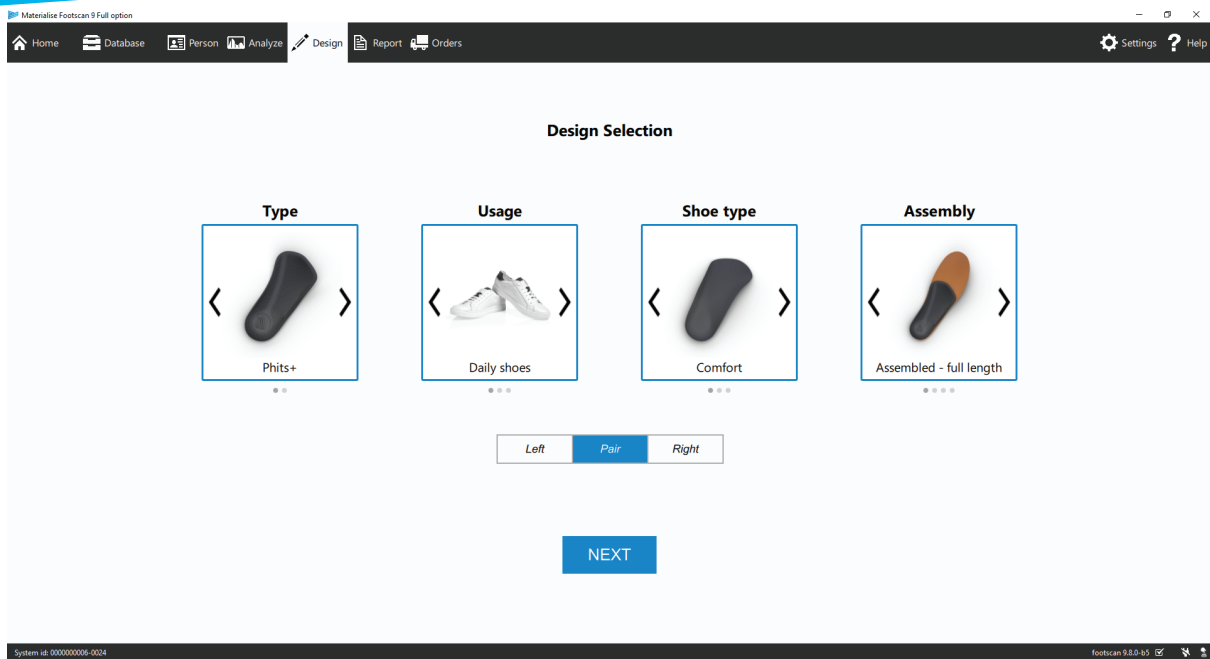 Materialise Footscan 9 Full option
Home Database Person Analyze Design Report Orders Settings ? Help
Design Selection
Type Usage Shoe type Assembly
Phits+ Daily shoes Comfort Assembled - full length
Left Pair Right
NEXT
System id: 0000000006-0024 footscan 9.8.0-b5